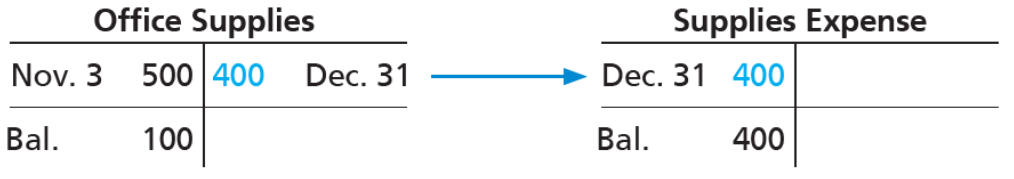 Office Supplies Supplies Expense
Nov. 3 500 400 Dec. 31 Dec. 31 400
Bal. 100 Bal. 400